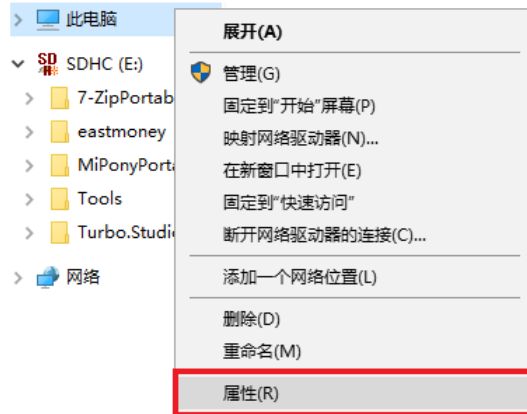 此电脑
SDHC (E:)
7-ZipPortab
eastmoney
MiPonyPorta
Tools
Turbo.Studi
网络
展开(A)
管理(G)
固定到"开始"屏幕(P)
映射网络驱动器(N)...
在新窗口中打开(E)
固定到"快速访问"
断开网络驱动器的连接(C)...
添加一个网络位置(L)
删除(D)
重命名(M)
属性(R)